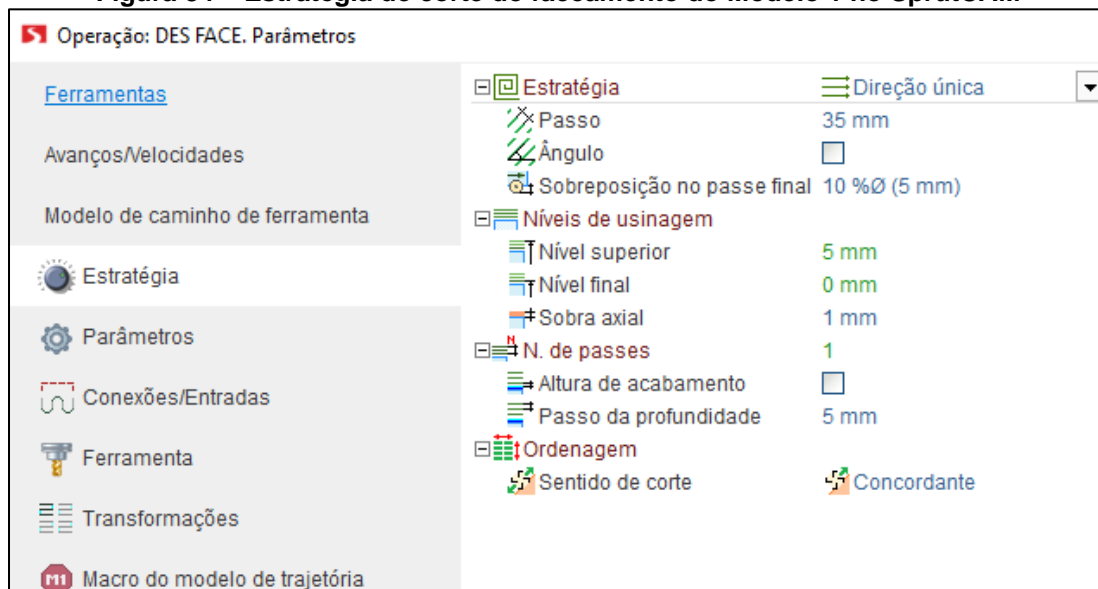 Operação: DES FACE. Parâmetros
Ferramentas
Avanços/Velocidades
Modelo de caminho de ferramenta
Estratégia
Parâmetros
Conexões/Entradas
Ferramenta
Transformações
M1 Macro do modelo de trajetória
Estratégia Direção única
Passo 35 mm
Ângulo
Sobreposição no passe final 10 %Ø (5 mm)
Níveis de usinagem
Nível superior 5 mm
Nível final 0 mm
Sobra axial 1 mm
N. de passes 1
Altura de acabamento
Passo da profundidade 5 mm
Ordenagem
Sentido de corte Concordante